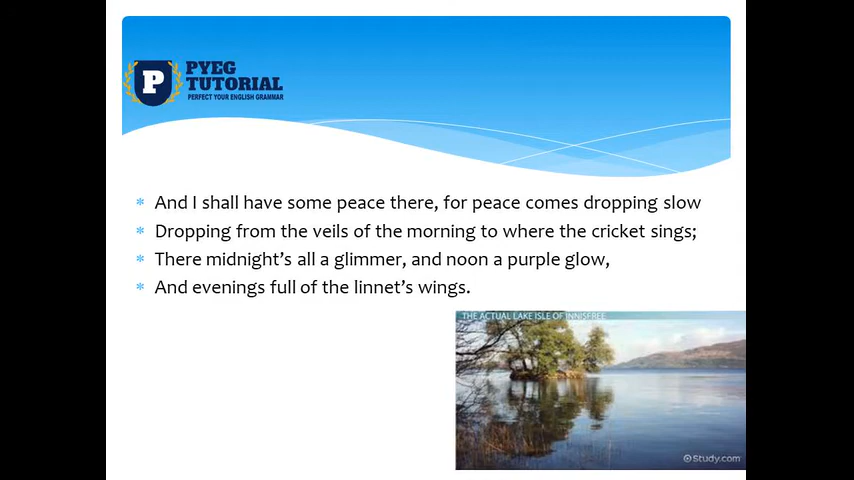 P
PYEG
TUTORIAL
PERFECT YOUR ENGLISH GRAMMAR
And I shall have some peace there, for peace comes dropping slow
Dropping from the veils of the morning to where the cricket sings;
There midnight's all a glimmer, and noon a purple glow,
And evenings full of the linnet's wings.
THE ACTUAL LAKE ISLE OF INNISFREE
Study.com